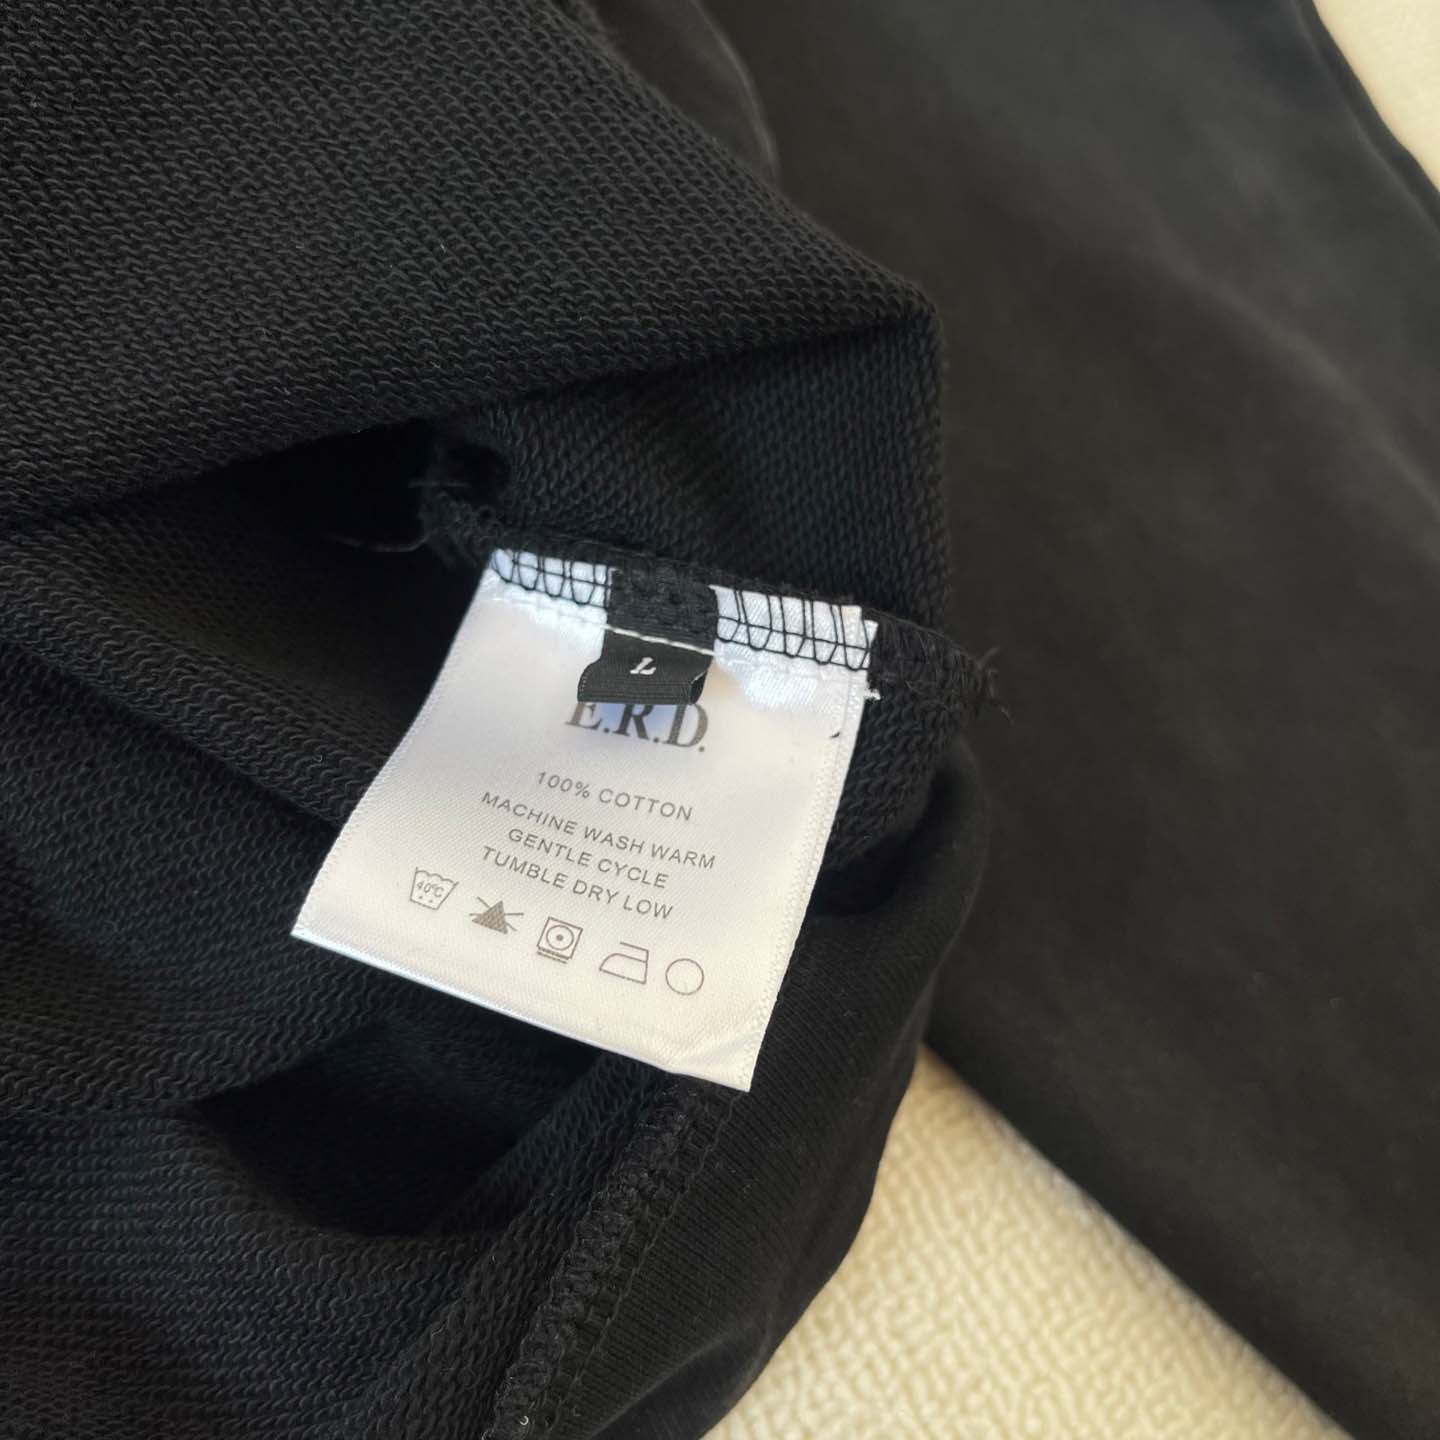 L
E.R.D.
100% COTTON
MACHINE WASH WARM
GENTLE CYCLE
TUMBLE DRY LOW
40°C